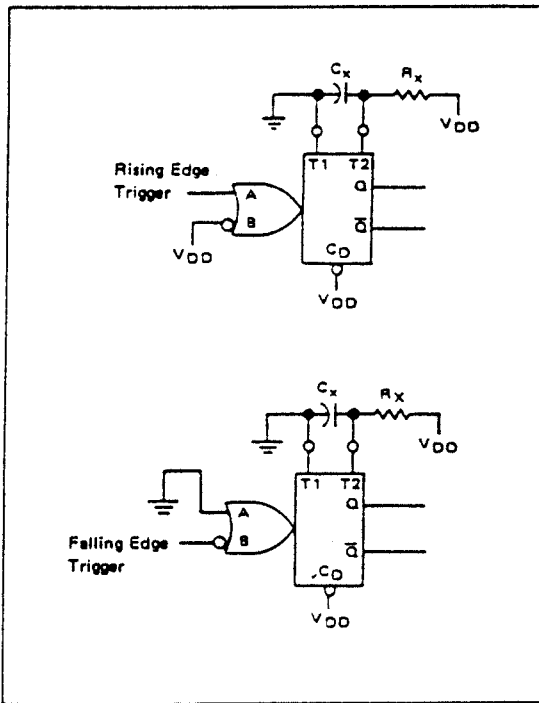 Cx
Rx
VDD
T1 T2
Rising Edge
Trigger
A
Q
B
Q̅
VDD
CD
VDD
Cx
RX
VDD
T1 T2
A
Q
Falling Edge
Trigger
B
Q̅
CD
VDD